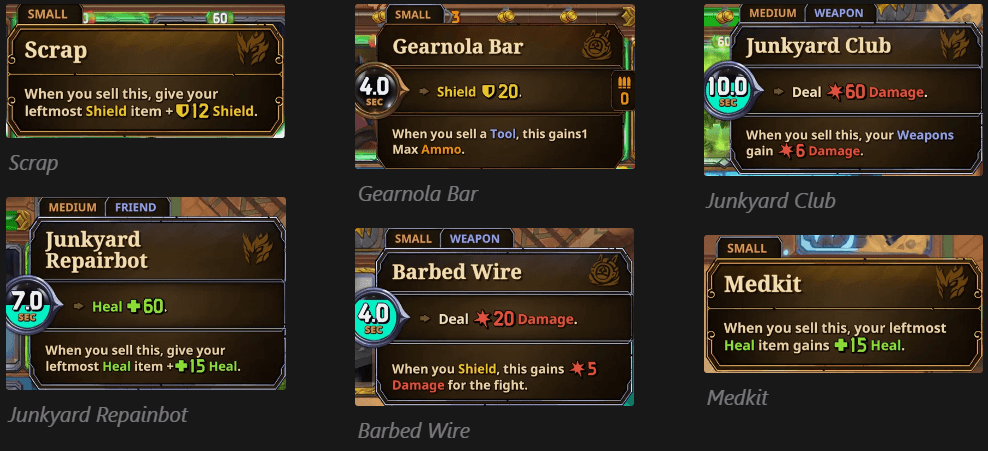 SMALL
60
Scrap
When you sell this, give your
leftmost Shield item + 12 Shield.
Scrap
SMALL
3
Gearnola Bar
4.0
SEC
Shield 20.
0
When you sell a Tool, this gains1
Max Ammo.
Gearnola Bar
MEDIUM WEAPON
60
Junkyard Club
10.0
SEC
Deal 60 Damage.
When you sell this, your Weapons
gain 6 Damage.
Junkyard Club
MEDIUM FRIEND
Junkyard
Repairbot
7.0
SEC
Heal 60.
When you sell this, give your
leftmost Heal item + 15 Heal.
Junkyard Repainbot
SMALL WEAPON
Barbed Wire
4.0
SEC
Deal 20 Damage.
When you Shield, this gains 5
Damage for the fight.
Barbed Wire
SMALL
Medkit
When you sell this, your leftmost
Heal item gains 15 Heal.
Medkit